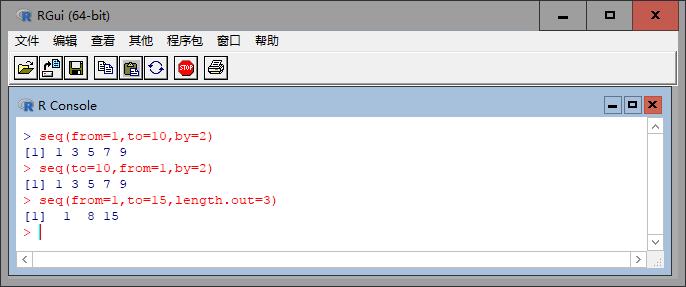 RGui (64-bit)
文件 编辑 查看 其他 程序包 窗口 帮助
STOP
R Console
> seq(from=1,to=10,by=2)
[1] 1 3 5 7 9
> seq(to=10,from=1,by=2)
[1] 1 3 5 7 9
> seq(from=1,to=15,length.out=3)
[1]  1  8 15
>